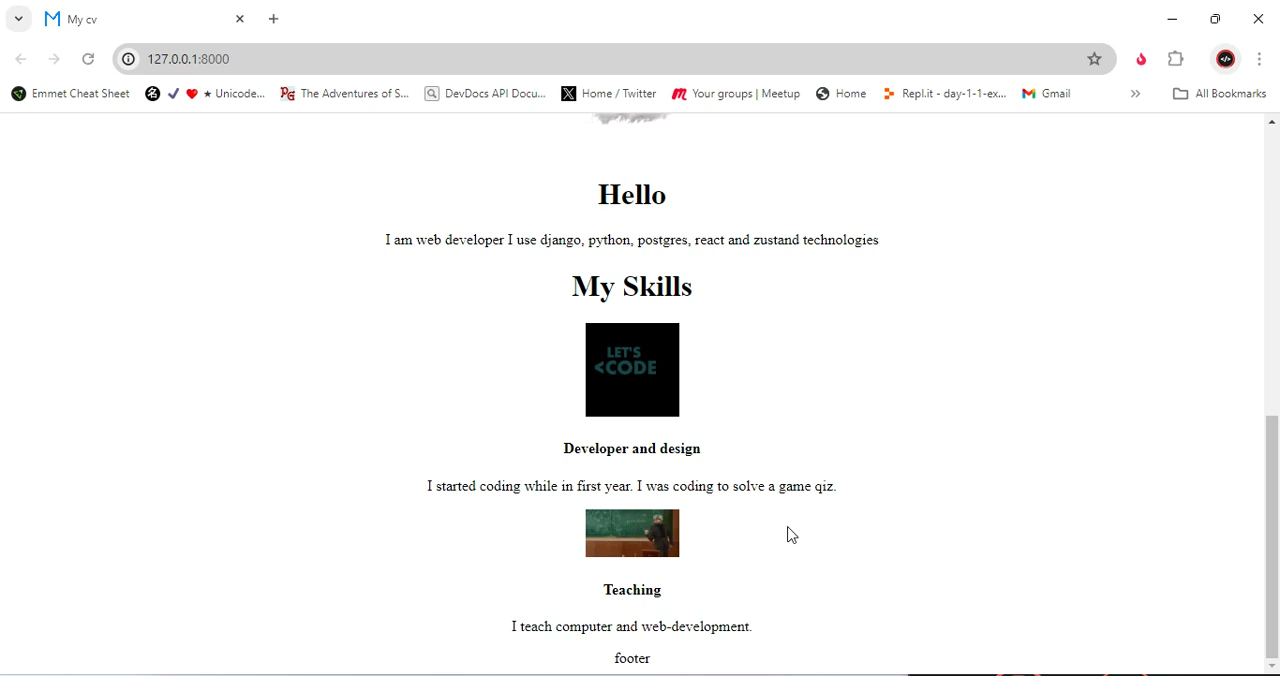 My cv
127.0.0.1:8000
Emmet Cheat Sheet
★ Unicode...
The Adventures of S...
DevDocs API Docu...
Home / Twitter
Your groups | Meetup
Home
Repl.it - day-1-1-ex...
Gmail
All Bookmarks
Hello
I am web developer I use django, python, postgres, react and zustand technologies
My Skills
LET'S
<CODE
Developer and design
I started coding while in first year. I was coding to solve a game qiz.
Teaching
I teach computer and web-development.
footer